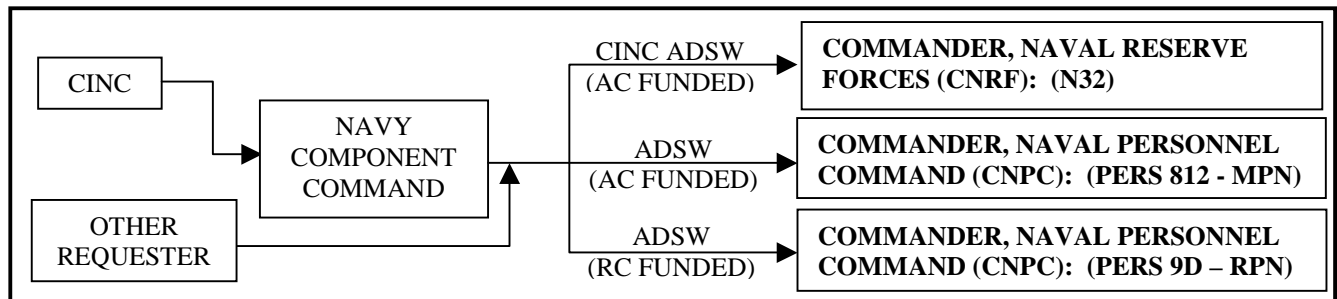 CINC
NAVY
COMPONENT
COMMAND
OTHER
REQUESTER
CINC ADSW
(AC FUNDED)
COMMANDER, NAVAL RESERVE
FORCES (CNRF): (N32)
ADSW
(AC FUNDED)
COMMANDER, NAVAL PERSONNEL
COMMAND (CNPC): (PERS 812 - MPN)
ADSW
(RC FUNDED)
COMMANDER, NAVAL PERSONNEL
COMMAND (CNPC): (PERS 9D – RPN)